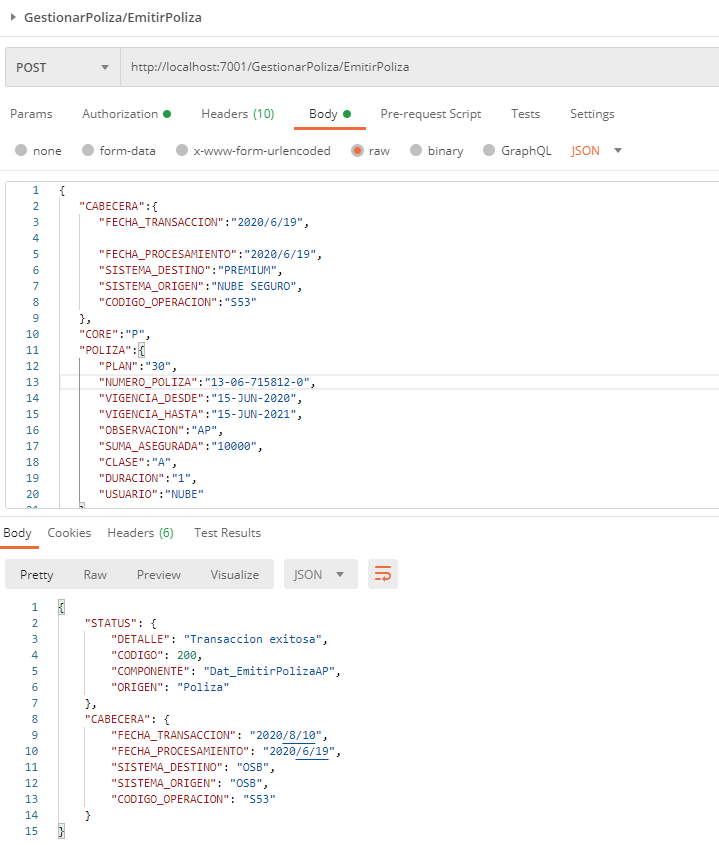 GestionarPoliza/EmitirPoliza
POST http://localhost:7001/GestionarPoliza/EmitirPoliza
Params Authorization Headers (10) Body Pre-request Script Tests Settings
none form-data x-www-form-urlencoded raw binary GraphQL JSON
1 {
2 "CABECERA":{
3 "FECHA_TRANSACCION":"2020/6/19",
4
5 "FECHA_PROCESAMIENTO":"2020/6/19",
6 "SISTEMA_DESTINO":"PREMIUM",
7 "SISTEMA_ORIGEN":"NUBE SEGURO",
8 "CODIGO_OPERACION":"S53"
9 },
10 "CORE":"P",
11 "POLIZA":{
12 "PLAN":"30",
13 "NUMERO_POLIZA":"13-06-715812-0",
14 "VIGENCIA_DESDE":"15-JUN-2020",
15 "VIGENCIA_HASTA":"15-JUN-2021",
16 "OBSERVACION":"AP",
17 "SUMA_ASEGURADA":"10000",
18 "CLASE":"A",
19 "DURACION":"1",
20 "USUARIO":"NUBE"
Body Cookies Headers (6) Test Results
Pretty Raw Preview Visualize JSON
1 {
2 "STATUS": {
3 "DETALLE": "Transaccion exitosa",
4 "CODIGO": 200,
5 "COMPONENTE": "Dat_EmitirPolizaAP",
6 "ORIGEN": "Poliza"
7 },
8 "CABECERA": {
9 "FECHA_TRANSACCION": "2020/8/10",
10 "FECHA_PROCESAMIENTO": "2020/6/19",
11 "SISTEMA_DESTINO": "OSB",
12 "SISTEMA_ORIGEN": "OSB",
13 "CODIGO_OPERACION": "S53"
14 }
15 }